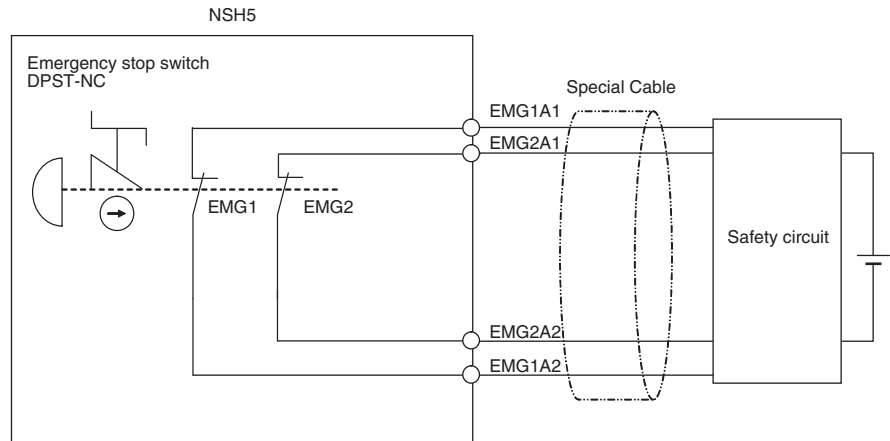 NSH5
Emergency stop switch
DPST-NC
Special Cable
EMG1A1
EMG2A1
EMG1
EMG2
Safety circuit
EMG2A2
EMG1A2